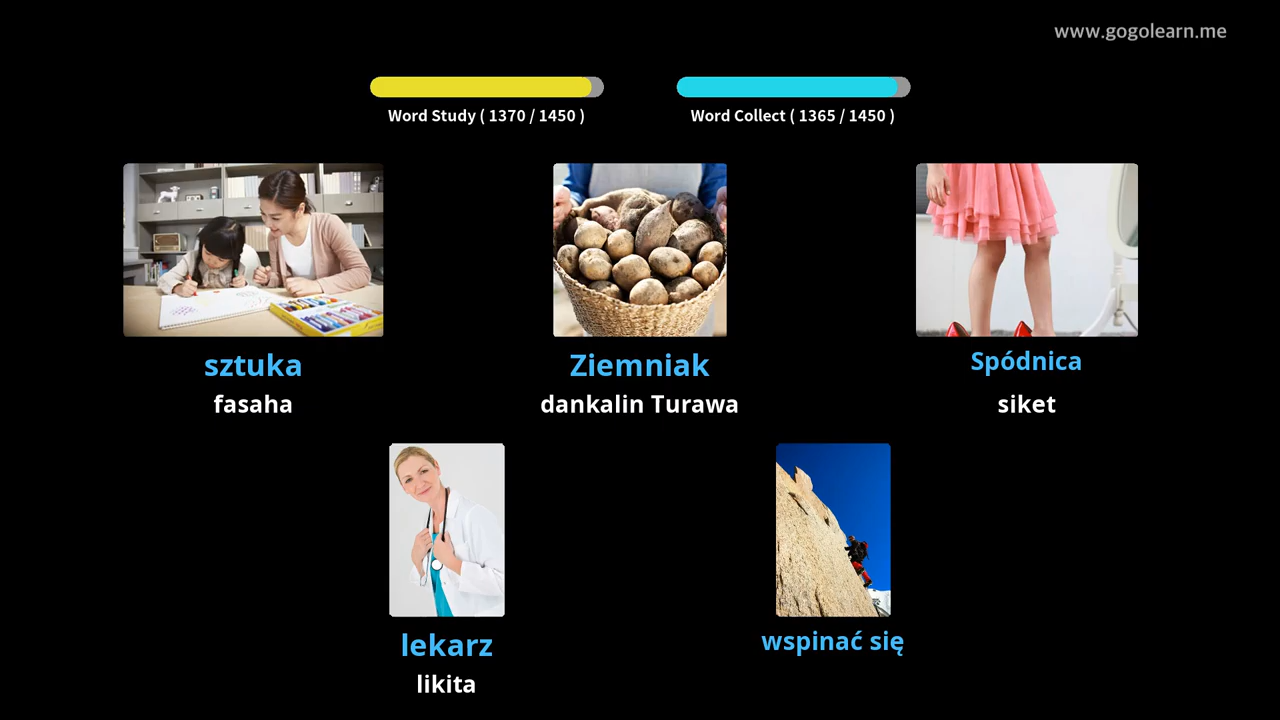 www.gogolearn.me
Word Study ( 1370 / 1450 )
Word Collect ( 1365 / 1450 )
sztuka
fasaha
Ziemniak
dankalin Turawa
Spódnica
siket
lekarz
likita
wspinać się